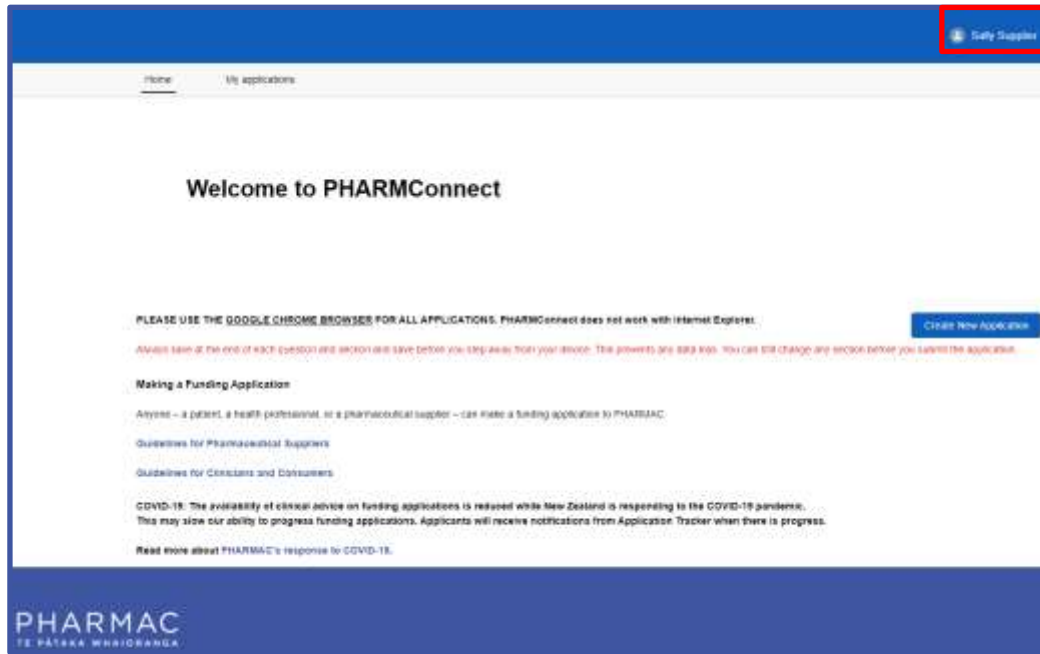 Sally Supplier
Home
My applications
Welcome to PHARMConnect
PLEASE USE THE GOOGLE CHROME BROWSER FOR ALL APPLICATIONS. PHARMConnect does not work with Internet Explorer.
Create New Application
Always save at the end of each question and section and save before you step away from your device. This prevents any data loss. You can still change any section before you submit the application.
Making a Funding Application
Anyone – a patient, a health professional, or a pharmaceutical supplier – can make a funding application to PHARMAC.
Guidelines for Pharmaceutical Suppliers
Guidelines for Clinicians and Consumers
COVID-19: The availability of clinical advice on funding applications is reduced while New Zealand is responding to the COVID-19 pandemic.
This may slow our ability to progress funding applications. Applicants will receive notifications from Application Tracker when there is progress.
Read more about PHARMAC's response to COVID-19.
PHARMAC
TE PĀTAKA WHAIORANGA